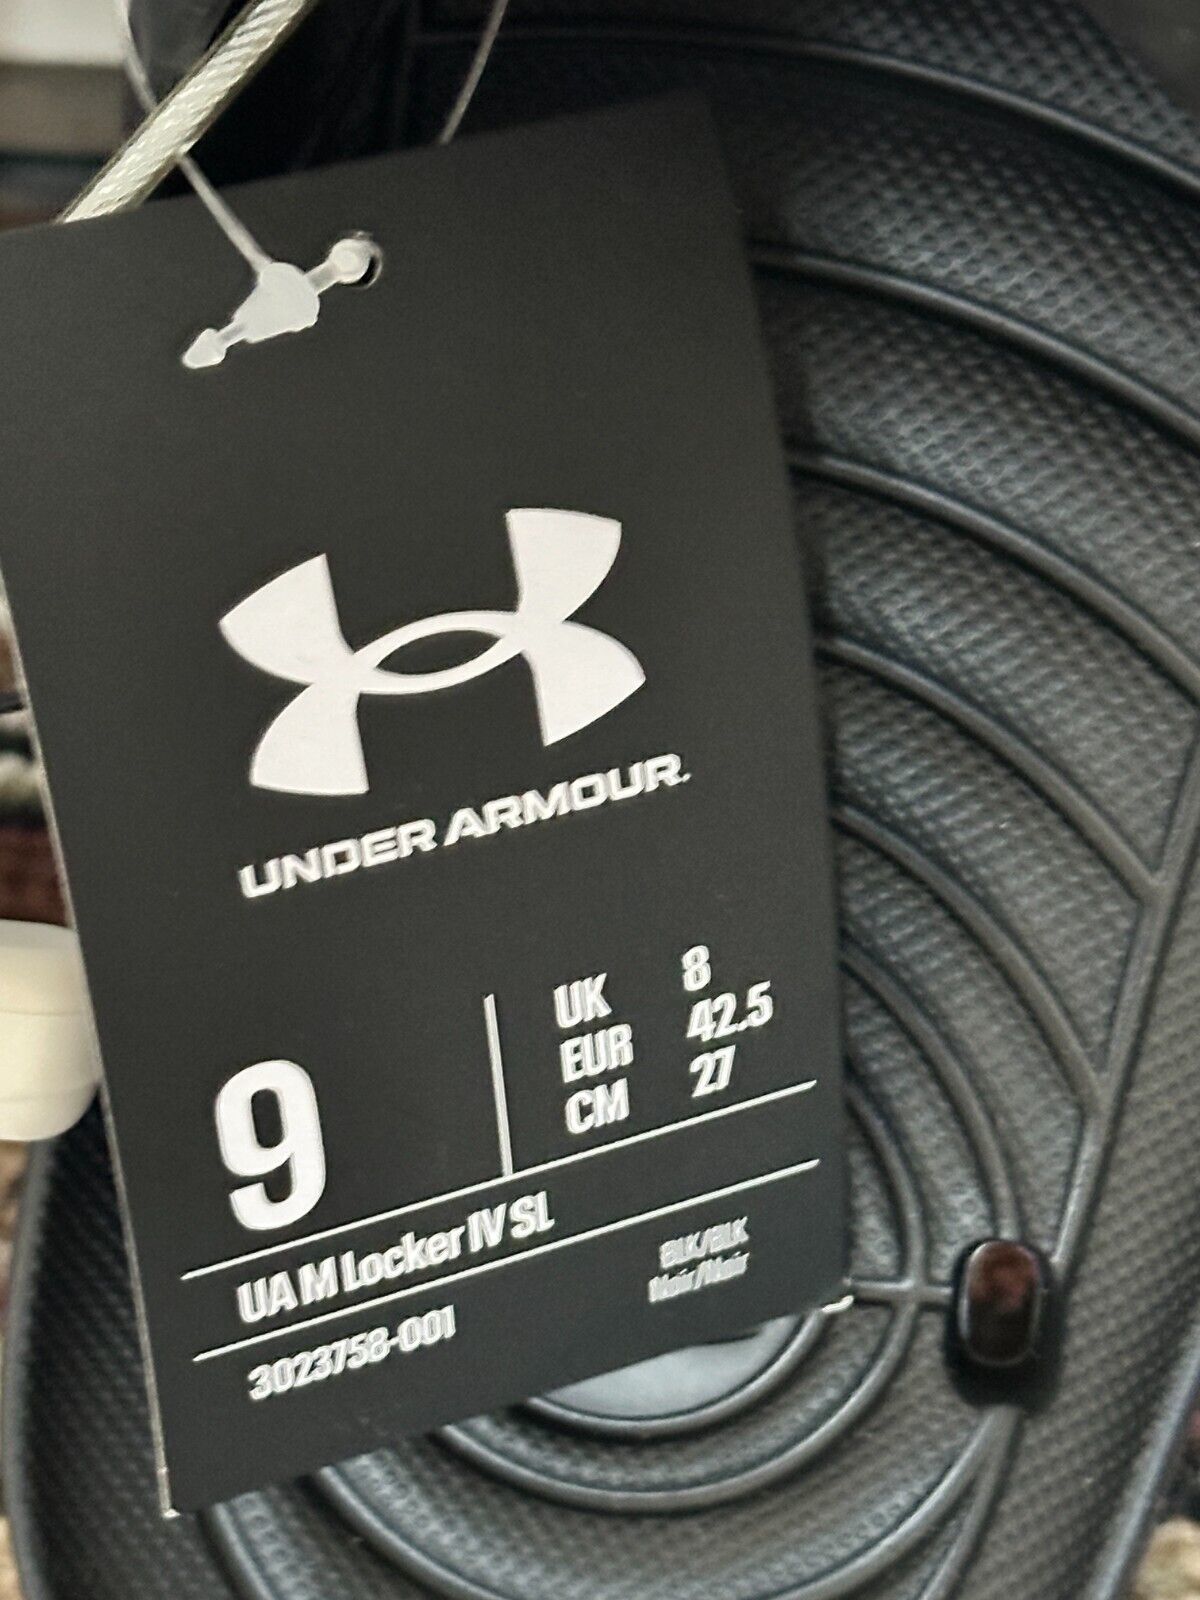 UNDER ARMOUR.
9
UK 8
EUR 42.5
CM 27
UA M Locker IV SL
3023758-001
BLK/BLK
Noir/Noir